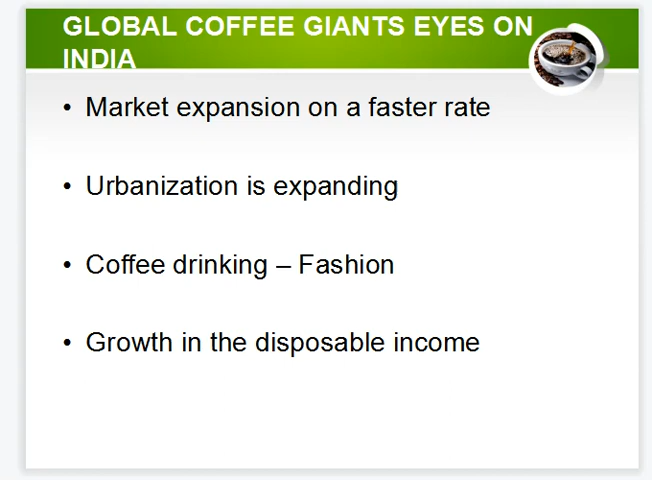 GLOBAL COFFEE GIANTS EYES ON
INDIA
• Market expansion on a faster rate
• Urbanization is expanding
• Coffee drinking – Fashion
• Growth in the disposable income